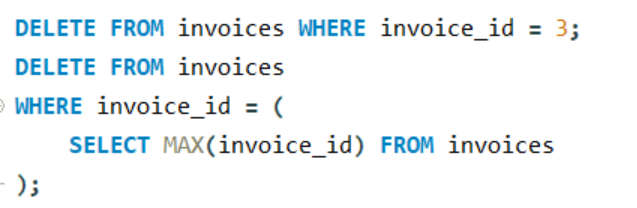 DELETE FROM invoices WHERE invoice_id = 3;
DELETE FROM invoices
WHERE invoice_id = (
    SELECT MAX(invoice_id) FROM invoices
);